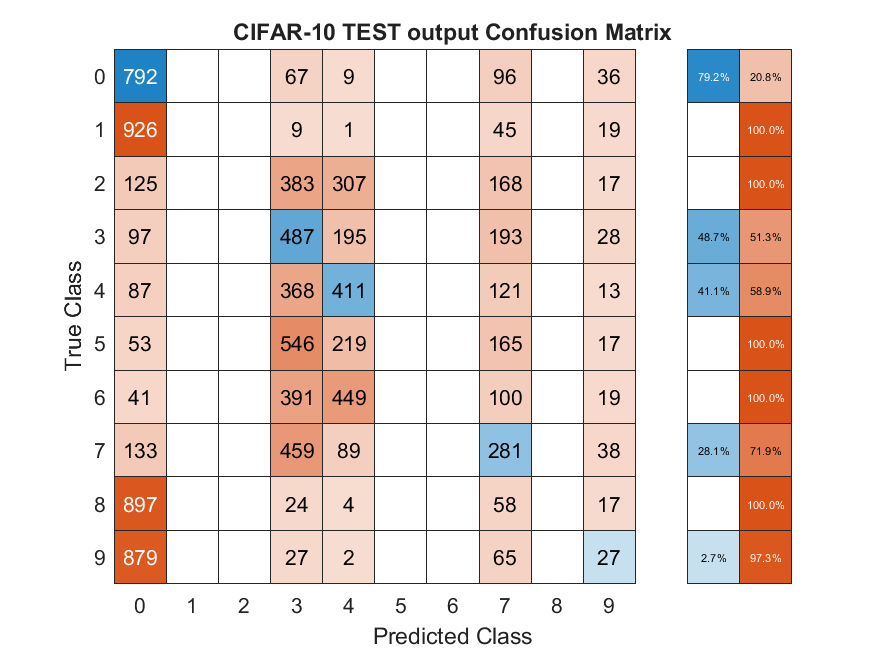 CIFAR-10 TEST output Confusion Matrix
0 792 67 9 96 36 79.2% 20.8%
1 926 9 1 45 19 100.0%
2 125 383 307 168 17 100.0%
3 97 487 195 193 28 48.7% 51.3%
4 87 368 411 121 13 41.1% 58.9%
5 53 546 219 165 17 100.0%
6 41 391 449 100 19 100.0%
7 133 459 89 281 38 28.1% 71.9%
8 897 24 4 58 17 100.0%
9 879 27 2 65 27 2.7% 97.3%
True Class
0 1 2 3 4 5 6 7 8 9
Predicted Class